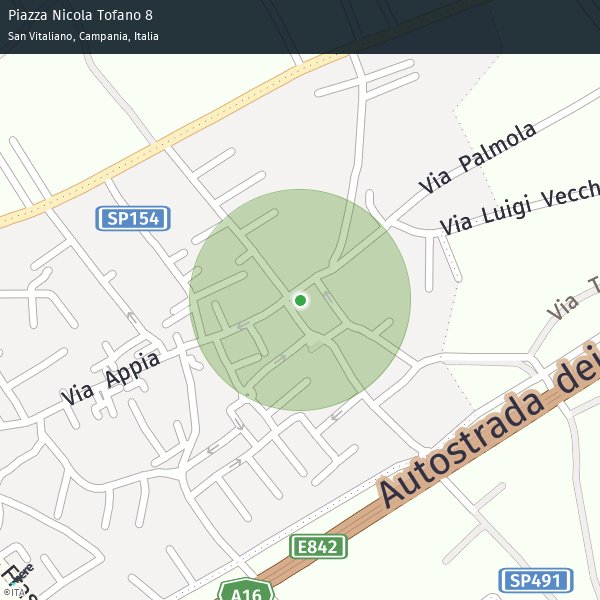 Piazza Nicola Tofano 8
San Vitaliano, Campania, Italia
Via Palmola
SP154
Via Luigi Vecch
Via T
Via Appia
Autostrada dei
E842
SP491
A16
here
©ITA